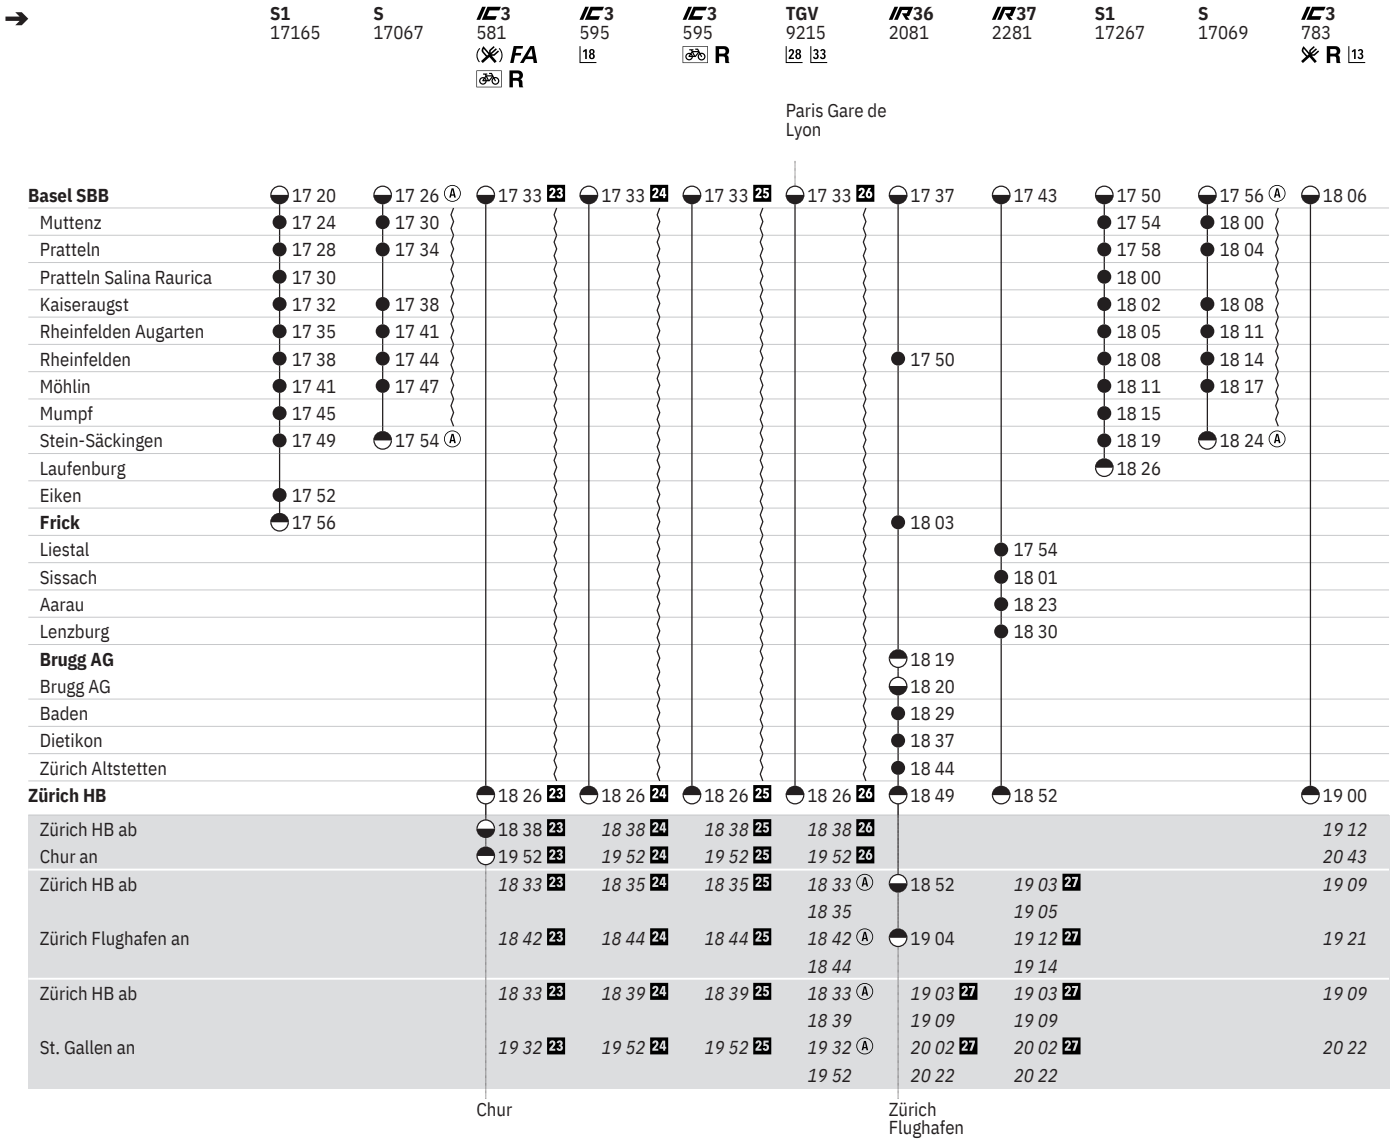 ➔ S1 S IC3 IC3 IC3 TGV IR36 IR37 S1 S IC3
17165 17067 581 595 595 9215 2081 2281 17267 17069 783
FA 18 R 28 33 R 13
R
Paris Gare de
Lyon
Basel SBB 17 20 17 26 A 17 33 23 17 33 24 17 33 25 17 33 26 17 37 17 43 17 50 17 56 A 18 06
Muttenz 17 24 17 30 17 54 18 00
Pratteln 17 28 17 34 17 58 18 04
Pratteln Salina Raurica 17 30 18 00
Kaiseraugst 17 32 17 38 18 02 18 08
Rheinfelden Augarten 17 35 17 41 18 05 18 11
Rheinfelden 17 38 17 44 17 50 18 08 18 14
Möhlin 17 41 17 47 18 11 18 17
Mumpf 17 45 18 15
Stein-Säckingen 17 49 17 54 A 18 19 18 24 A
Laufenburg 18 26
Eiken 17 52
Frick 17 56 18 03
Liestal 17 54
Sissach 18 01
Aarau 18 23
Lenzburg 18 30
Brugg AG 18 19
Brugg AG 18 20
Baden 18 29
Dietikon 18 37
Zürich Altstetten 18 44
Zürich HB 18 26 23 18 26 24 18 26 25 18 26 26 18 49 18 52 19 00
Zürich HB ab 18 38 23 18 38 24 18 38 25 18 38 26 19 12
Chur an 19 52 23 19 52 24 19 52 25 19 52 26 20 43
Zürich HB ab 18 33 23 18 35 24 18 35 25 18 33 A 18 52 19 03 27 19 09
18 35 19 05
Zürich Flughafen an 18 42 23 18 44 24 18 44 25 18 42 A 19 04 19 12 27 19 21
18 44 19 14
Zürich HB ab 18 33 23 18 39 24 18 39 25 18 33 A 19 03 27 19 03 27 19 09
18 39 19 09 19 09
St. Gallen an 19 32 23 19 52 24 19 52 25 19 32 A 20 02 27 20 02 27 20 22
19 52 20 22 20 22
Chur Zürich
Flughafen